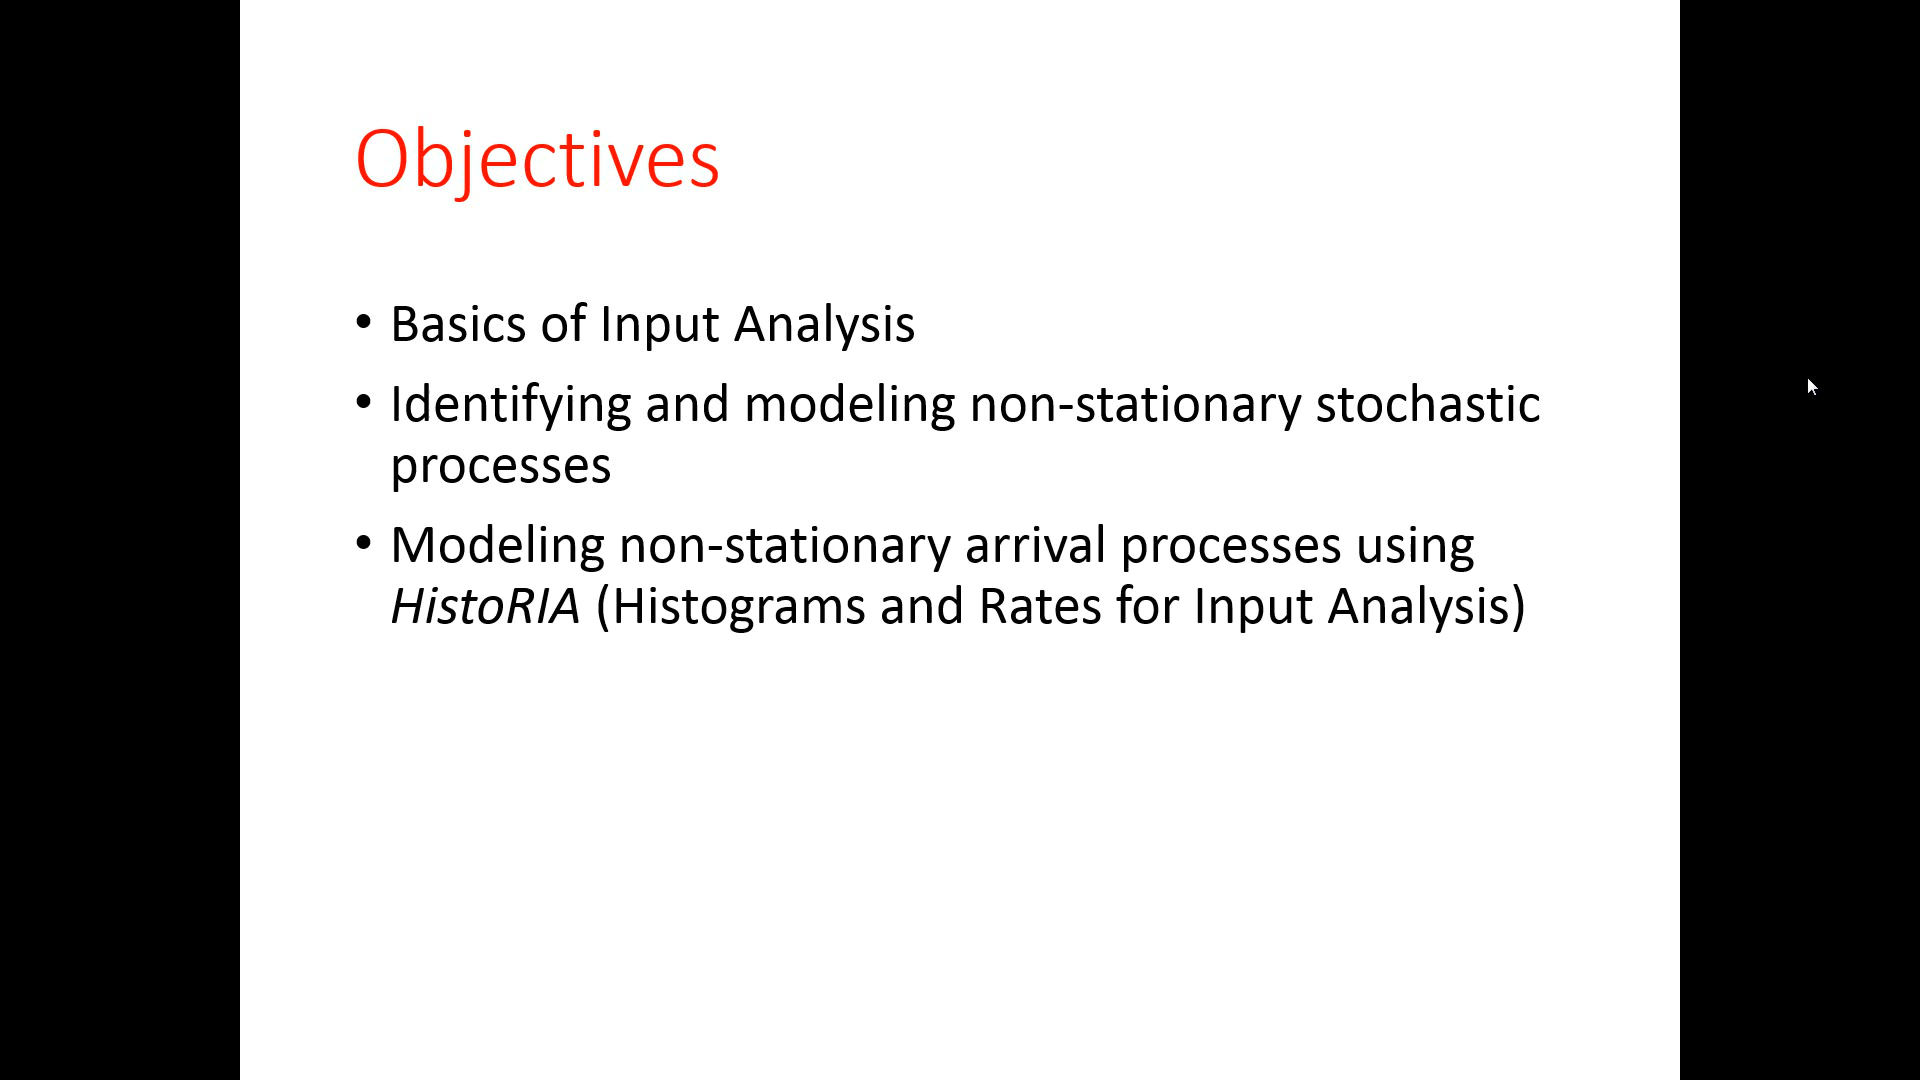 Objectives
• Basics of Input Analysis
• Identifying and modeling non-stationary stochastic
processes
• Modeling non-stationary arrival processes using
HistoRIA (Histograms and Rates for Input Analysis)